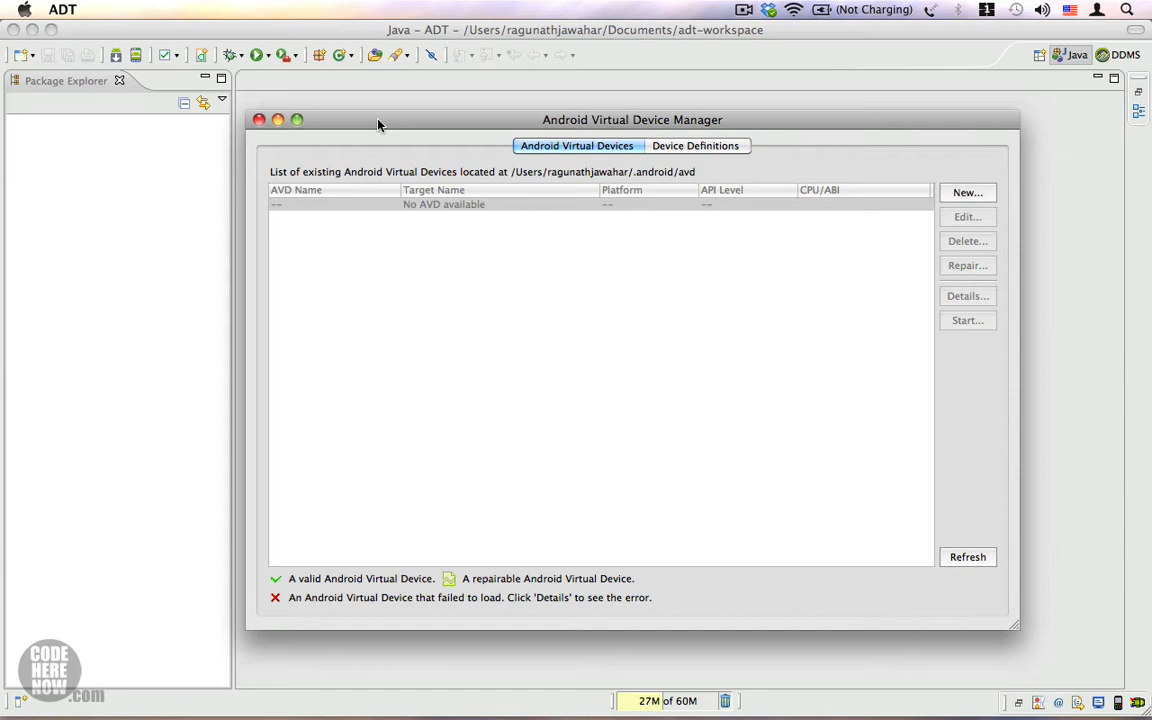 ADT
(Not Charging)
1
Java – ADT – /Users/ragunathjawahar/Documents/adt-workspace
Java
DDMS
Package Explorer
Android Virtual Device Manager
Android Virtual Devices
Device Definitions
List of existing Android Virtual Devices located at /Users/ragunathjawahar/.android/avd
AVD Name
Target Name
Platform
API Level
CPU/ABI
--
No AVD available
--
--
New...
Edit...
Delete...
Repair...
Details...
Start...
Refresh
A valid Android Virtual Device.
A repairable Android Virtual Device.
An Android Virtual Device that failed to load. Click 'Details' to see the error.
CODE
HERE
NOW
.com
27M of 60M